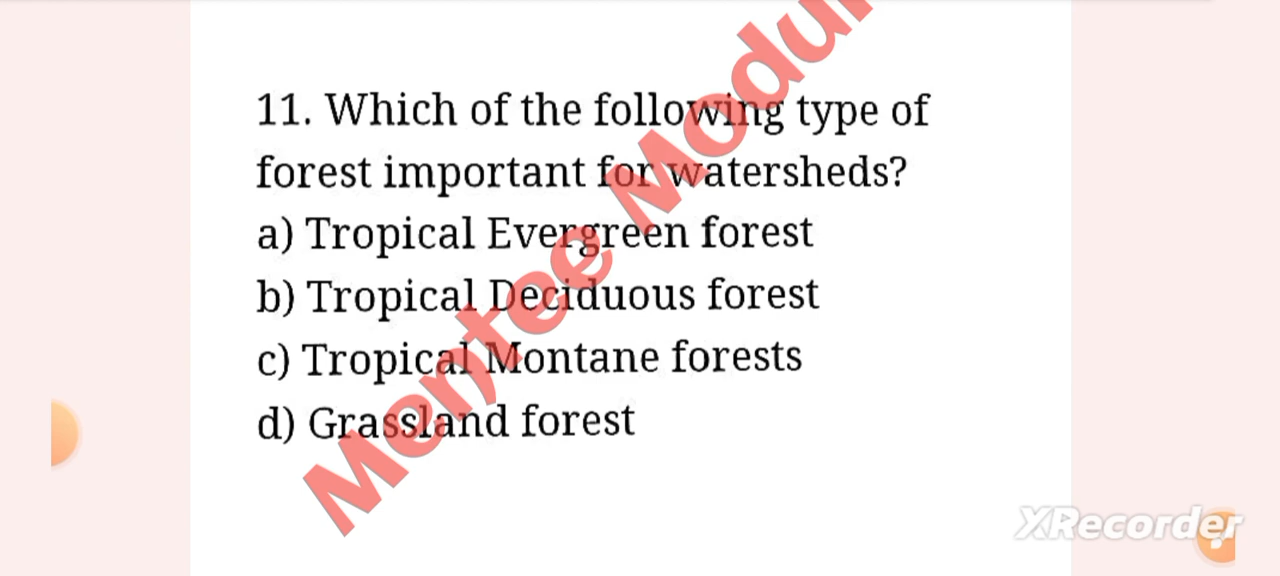 11. Which of the following type of
forest important for watersheds?
a) Tropical Evergreen forest
b) Tropical Deciduous forest
c) Tropical Montane forests
d) Grassland forest
Mentee Modul
XRecorder